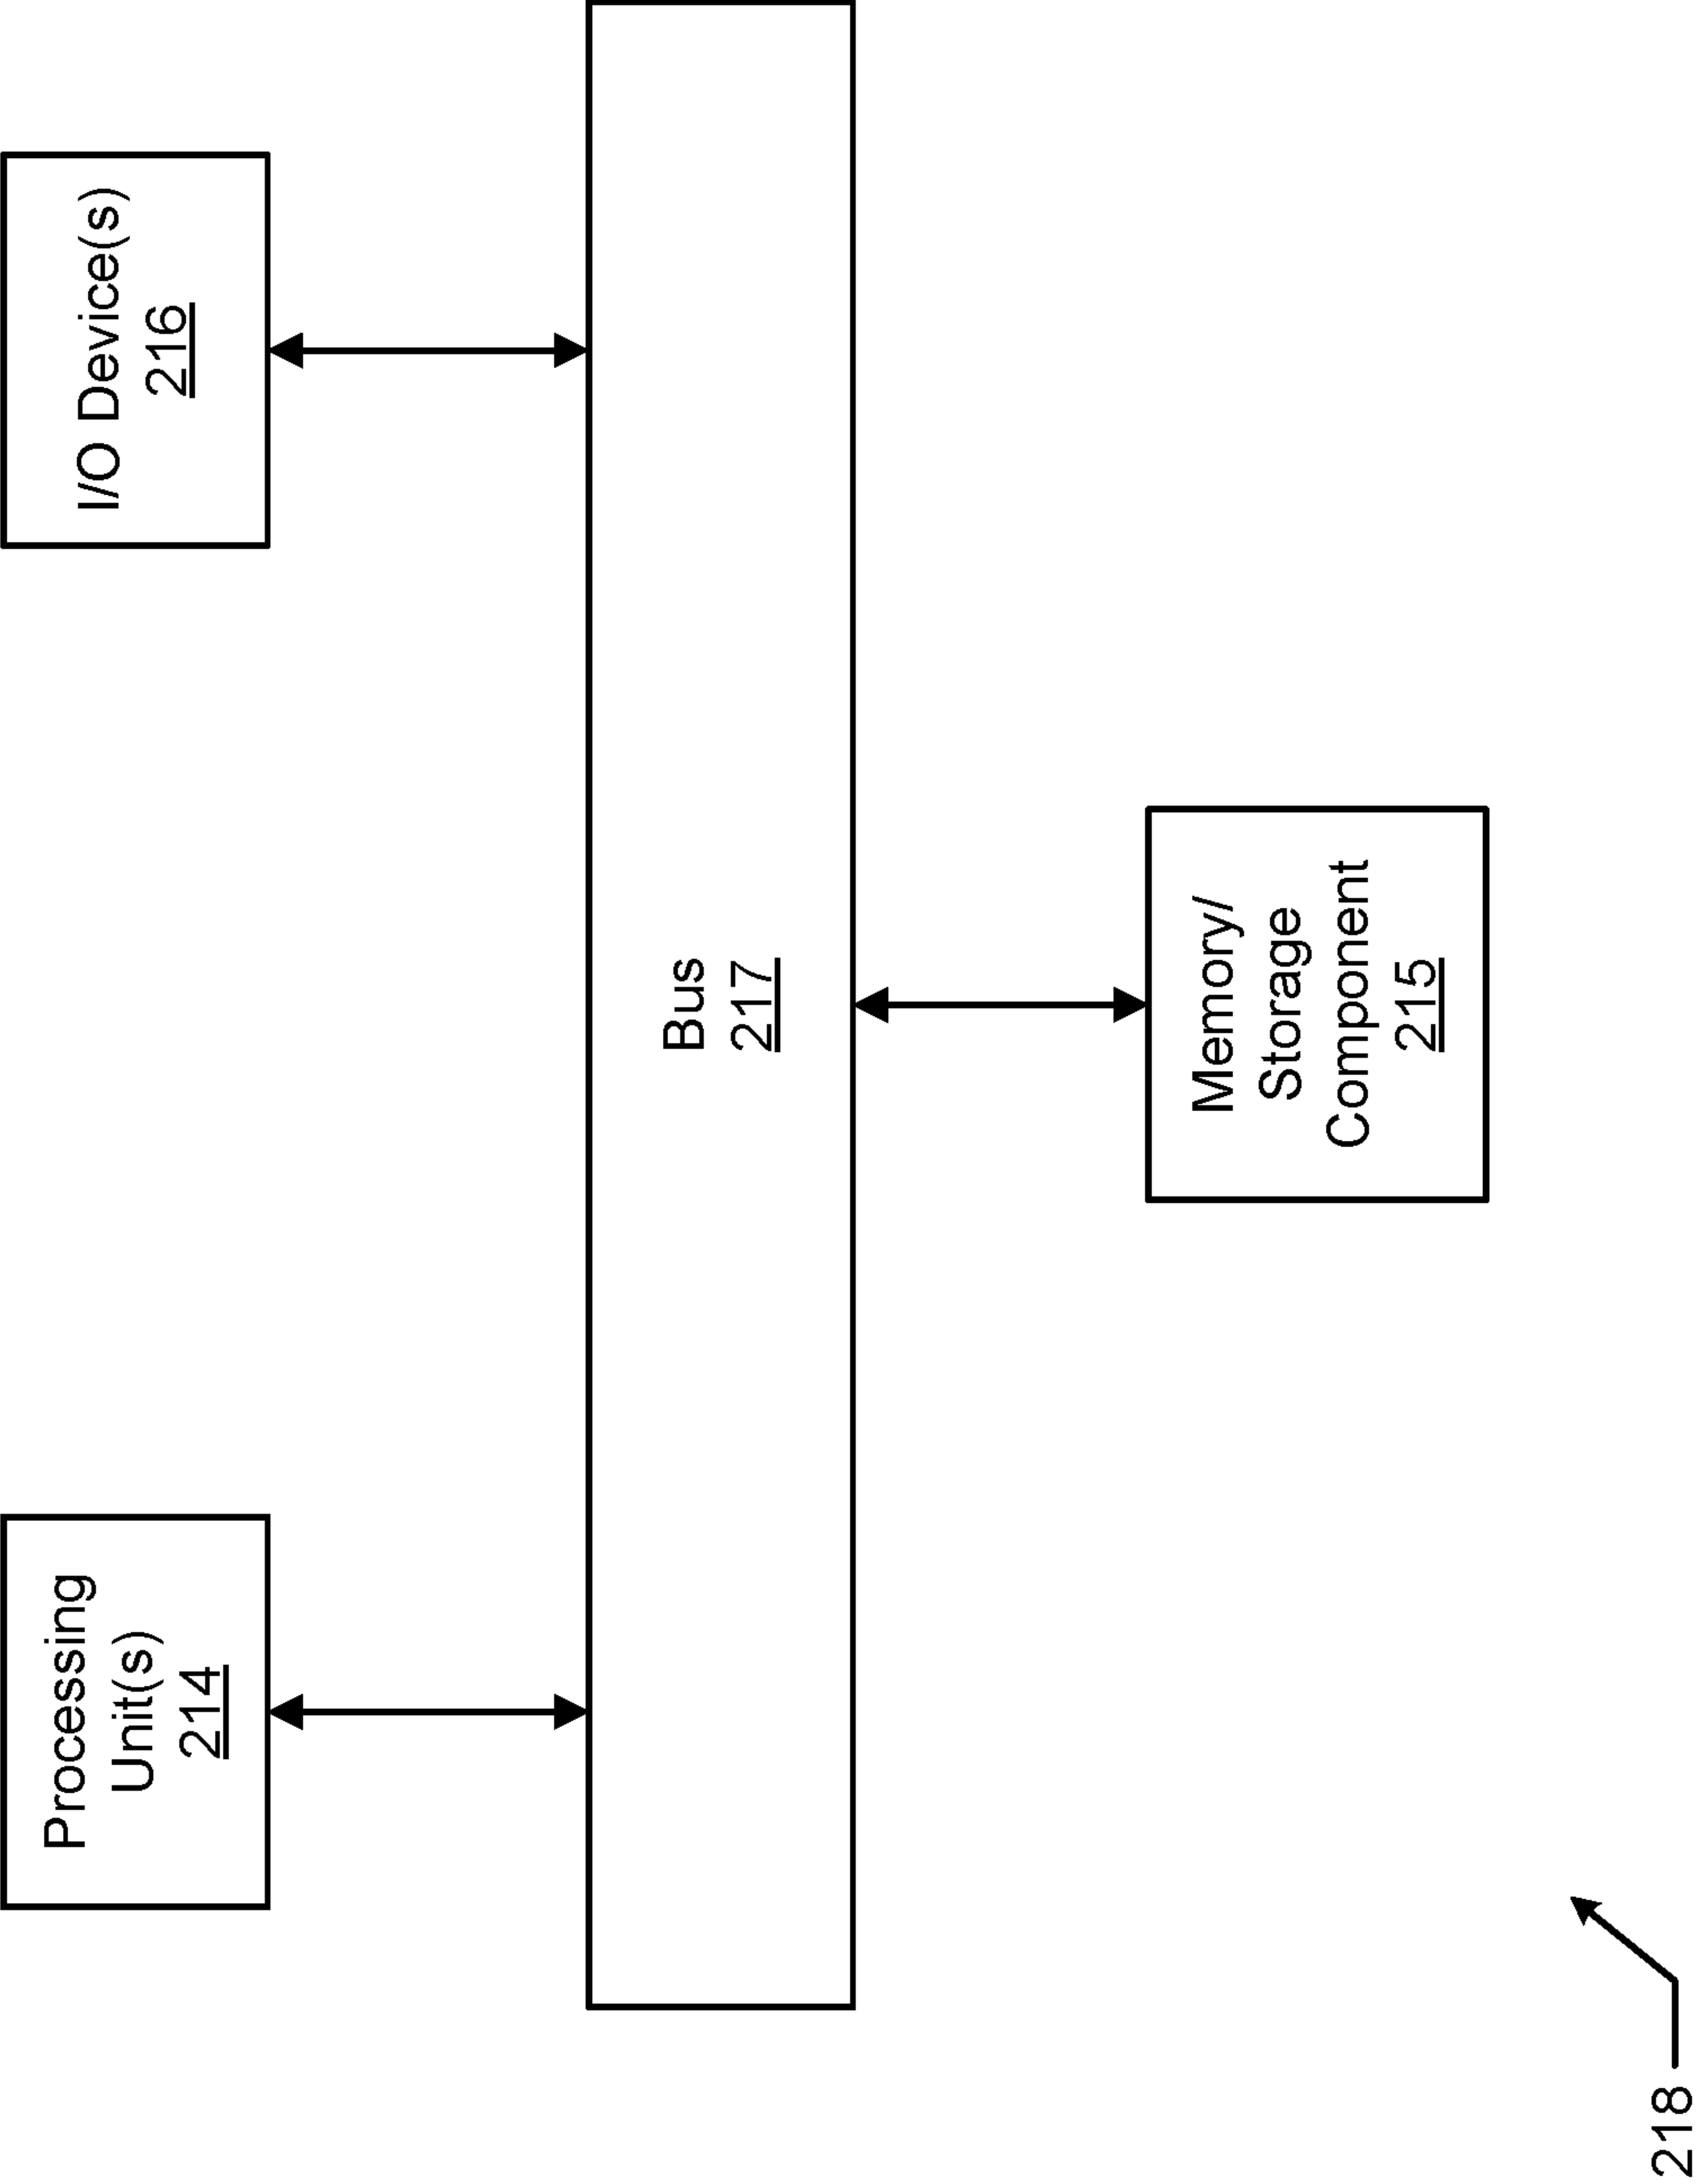 Processing
Unit(s)
214
I/O Device(s)
216
Bus
217
Memory/
Storage
Component
215
218